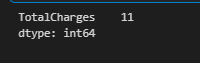 TotalCharges    11
dtype: int64